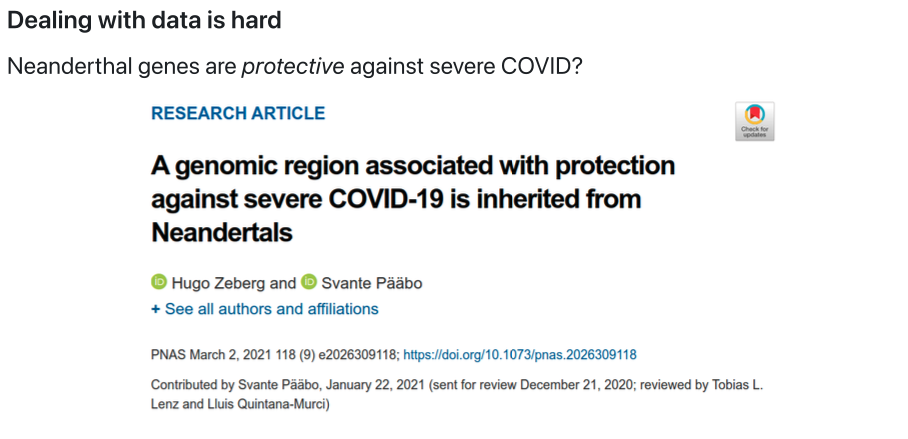 Dealing with data is hard
Neanderthal genes are protective against severe COVID?
RESEARCH ARTICLE
Check for
updates
A genomic region associated with protection
against severe COVID-19 is inherited from
Neandertals
iD Hugo Zeberg and iD Svante Pääbo
+ See all authors and affiliations
PNAS March 2, 2021 118 (9) e2026309118; https://doi.org/10.1073/pnas.2026309118
Contributed by Svante Pääbo, January 22, 2021 (sent for review December 21, 2020; reviewed by Tobias L.
Lenz and Lluis Quintana-Murci)